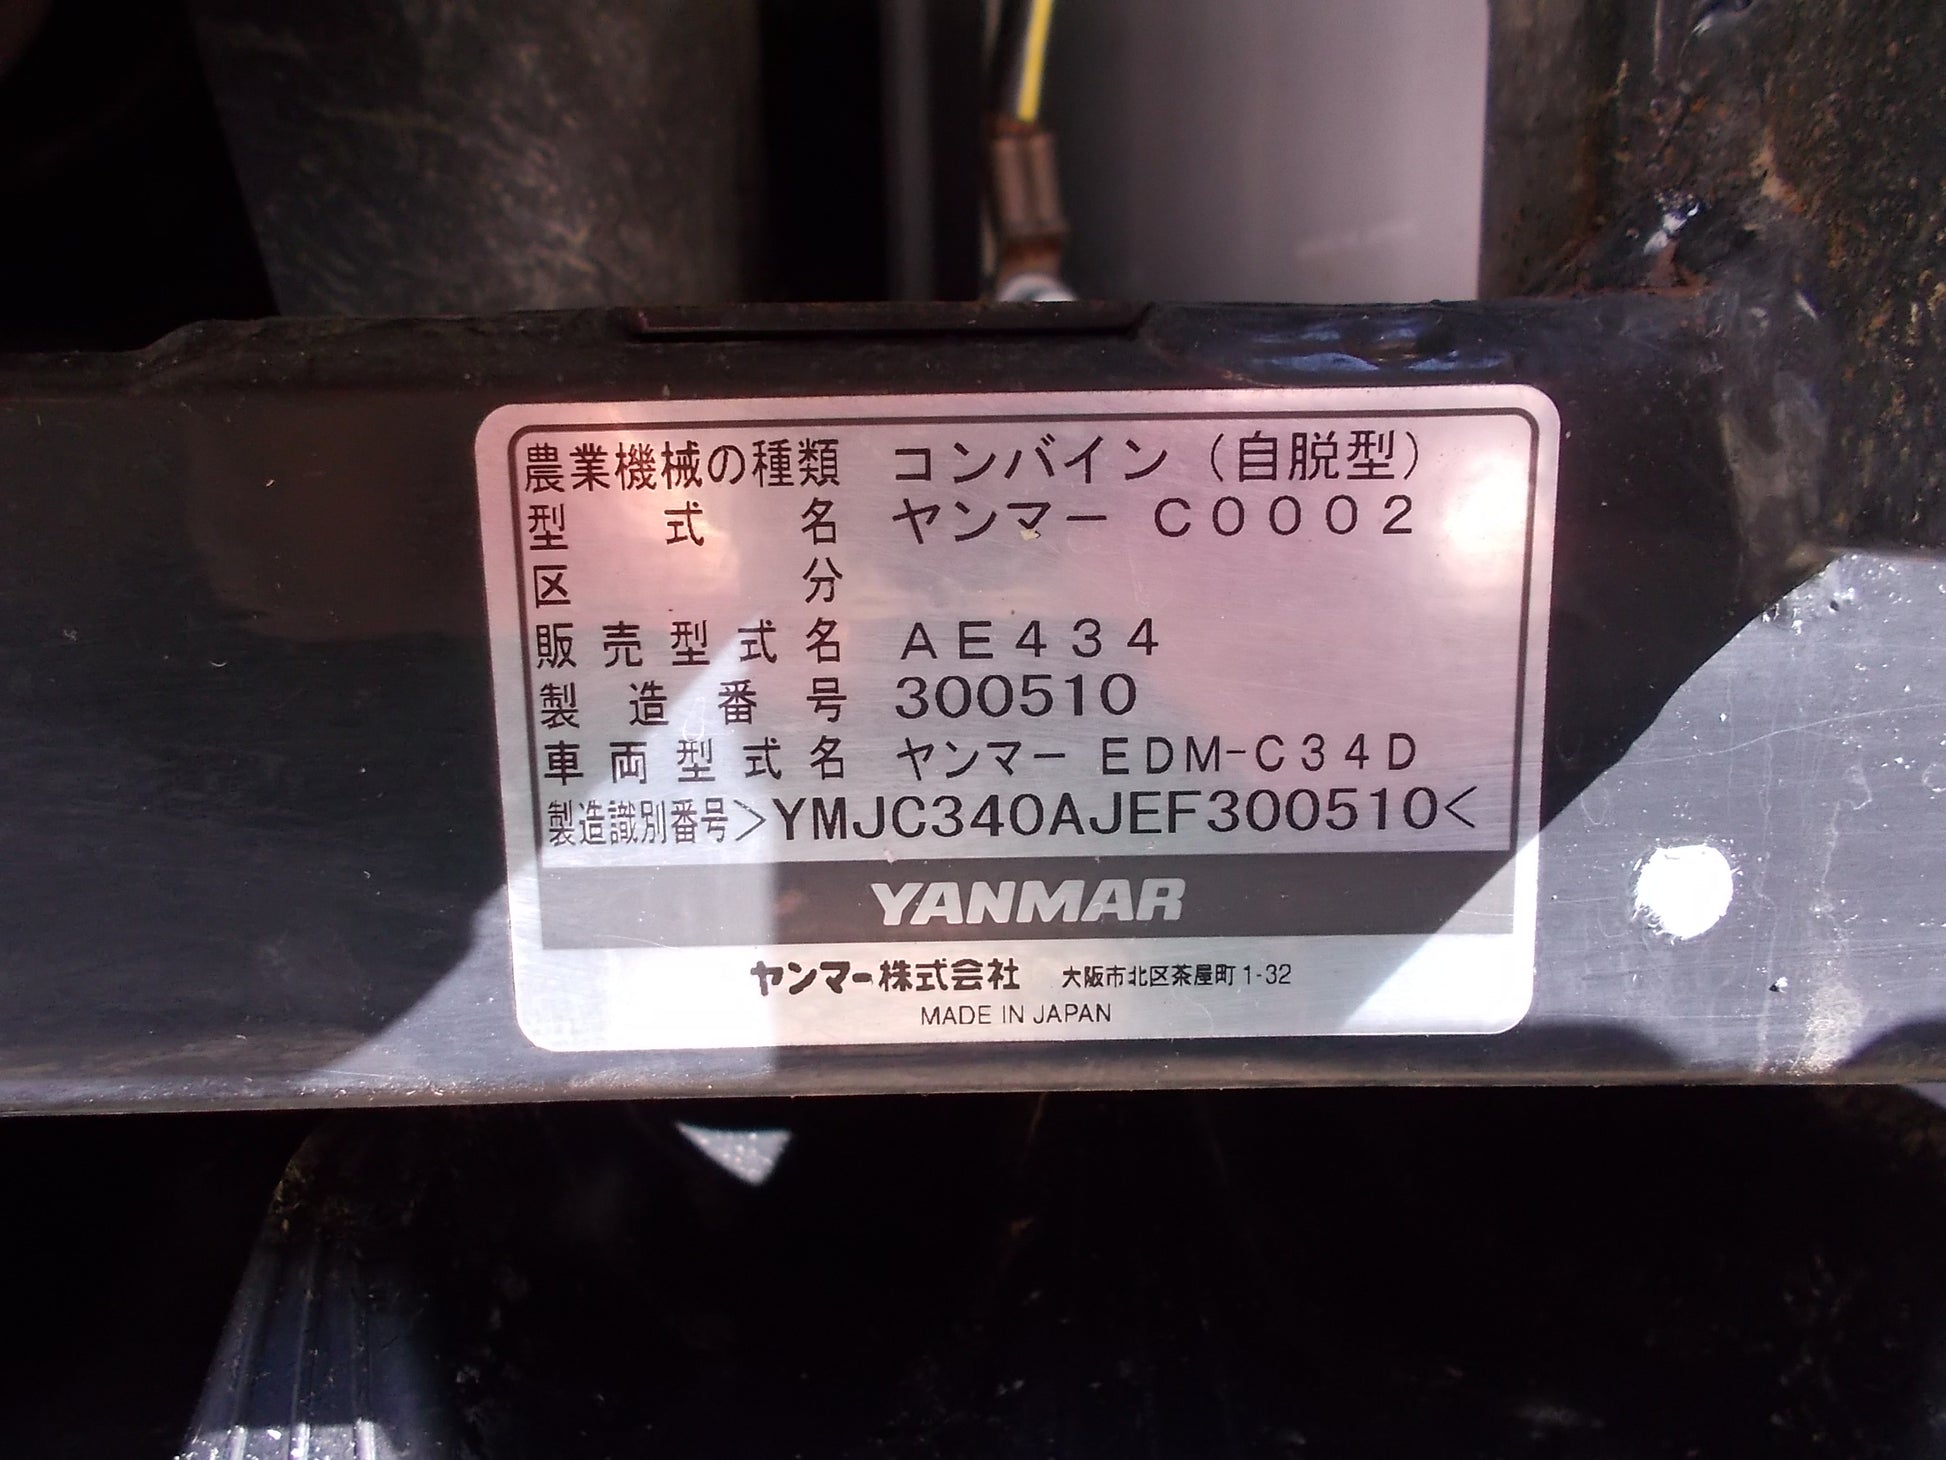 農業機械の種類 コンバイン（自脱型）
型式名 ヤンマー C0002
区分
販売型式名 AE434
製造番号 300510
車両型式名 ヤンマー EDM-C34D
製造識別番号>YMJC340AJEF300510<
YANMAR
ヤンマー株式会社 大阪市北区茶屋町1-32
MADE IN JAPAN